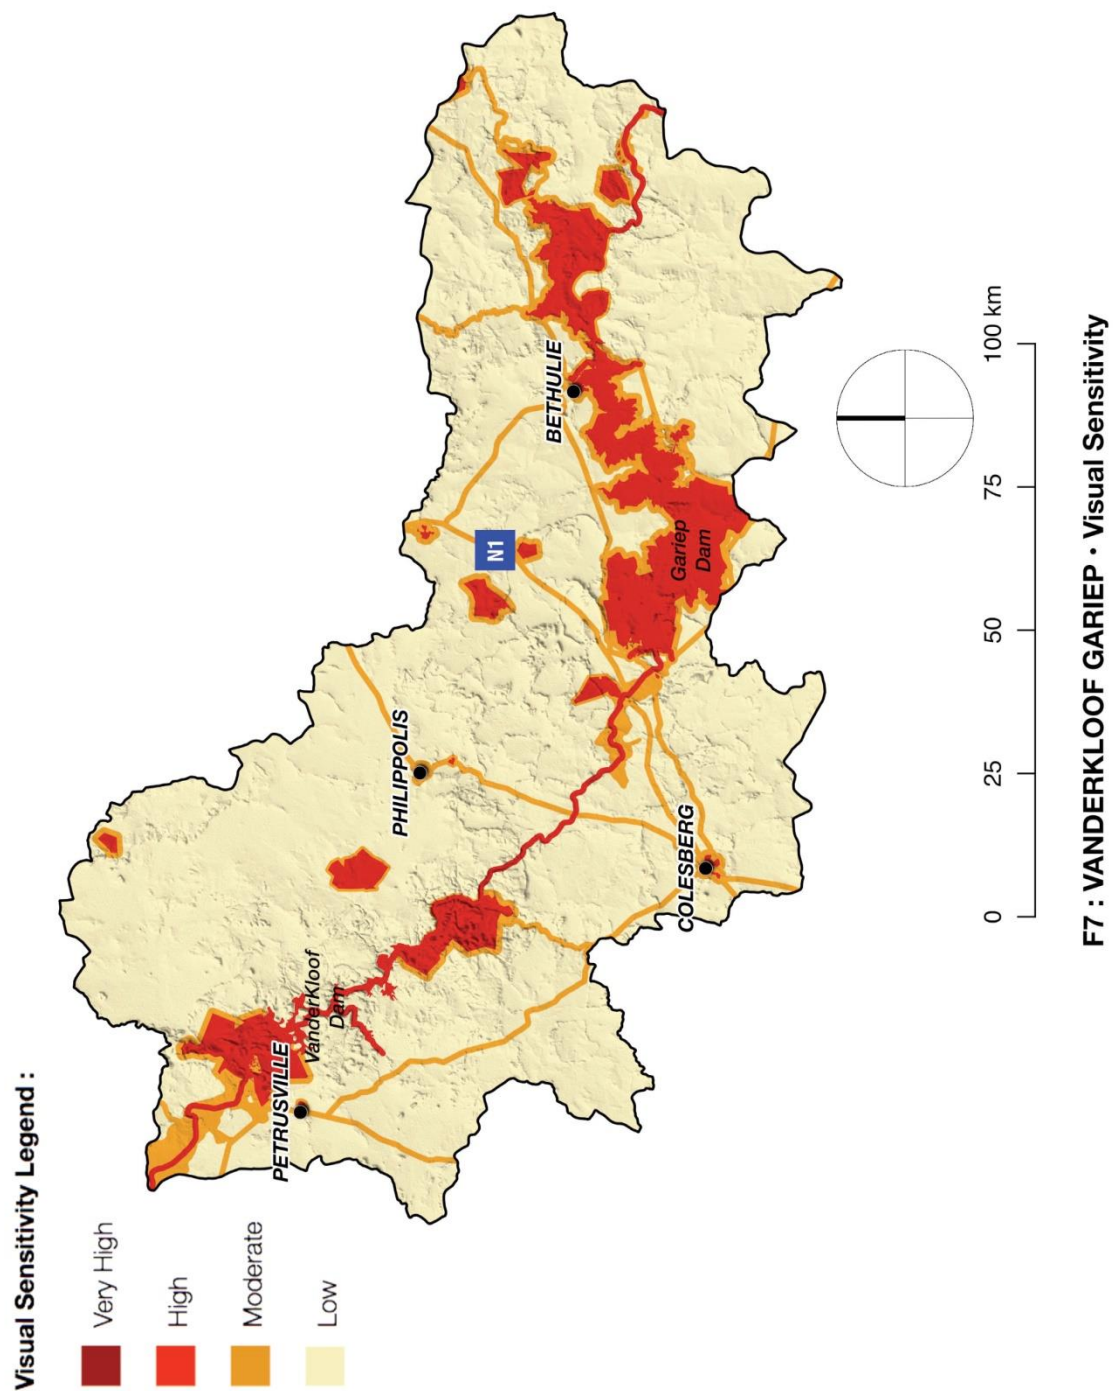 Visual Sensitivity Legend :
Very High
High
Moderate
Low
PETRUSVILLE
VanderKloof
Dam
PHILIPPOLIS
COLESBERG
N1
BETHULIE
Gariep
Dam
0
25
50
75
100 km
F7 : VANDERKLOOF GARIEP • Visual Sensitivity